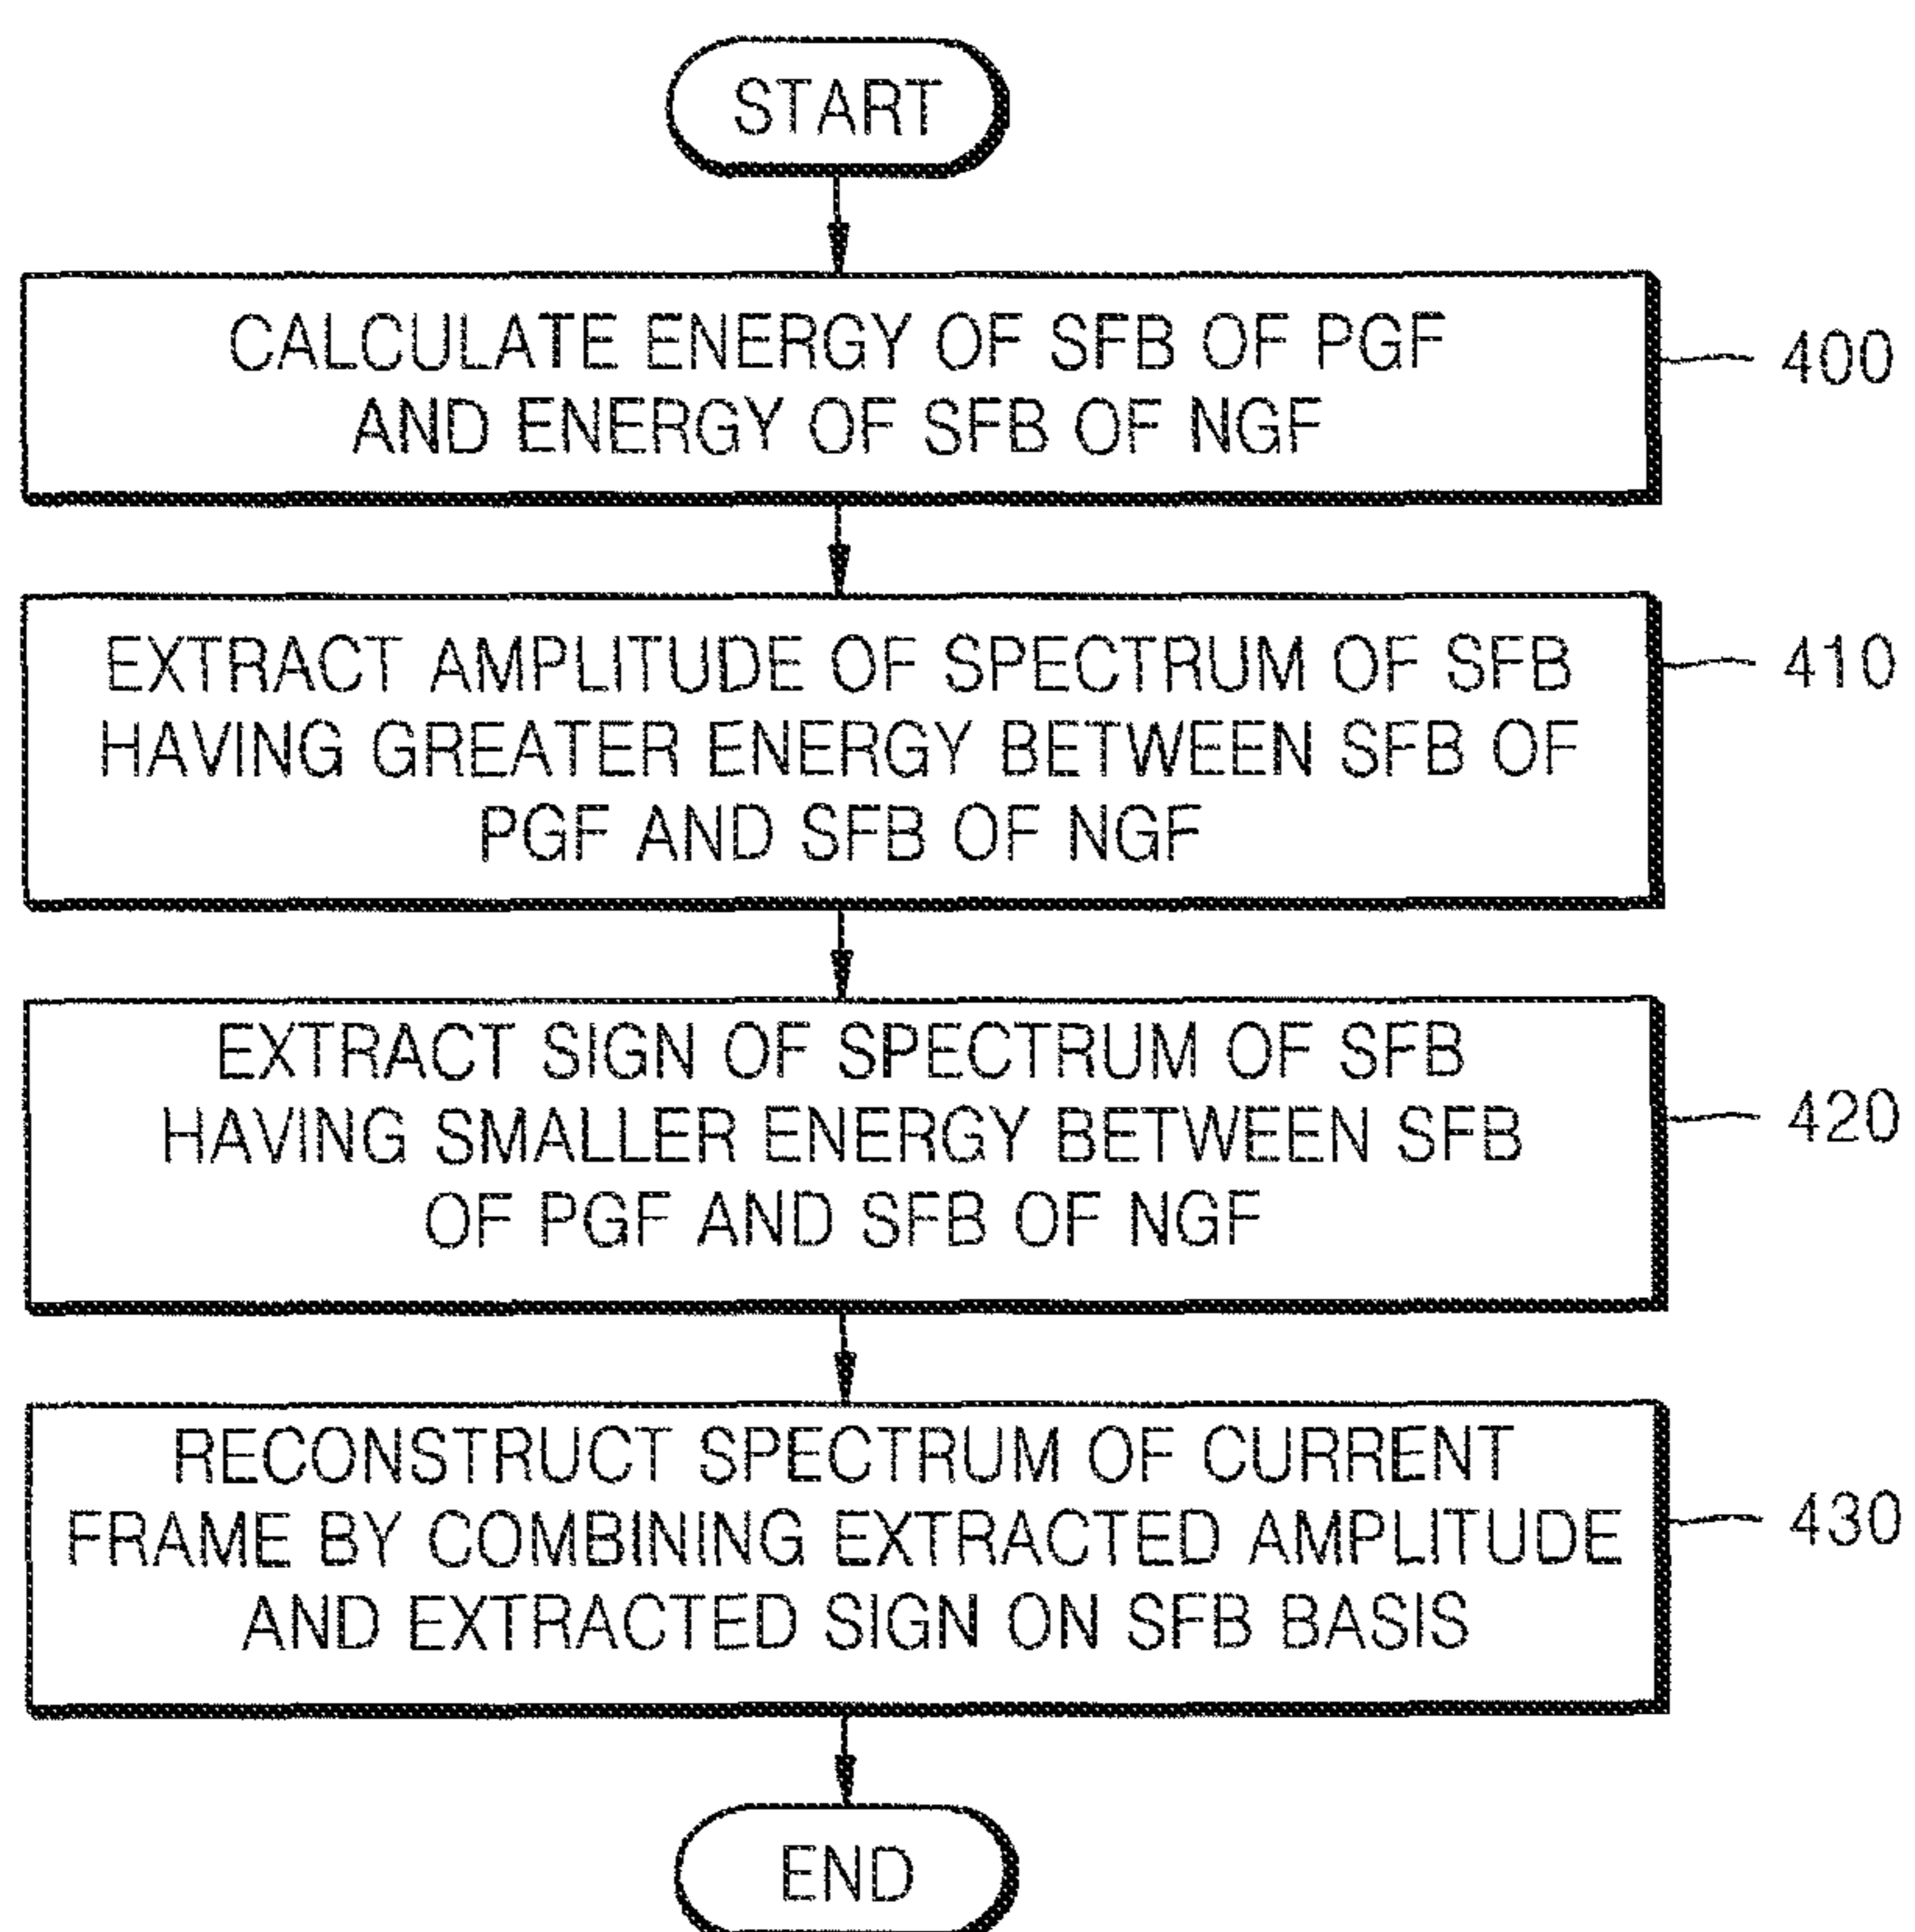 START
CALCULATE ENERGY OF SFB OF PGF
AND ENERGY OF SFB OF NGF
400
EXTRACT AMPLITUDE OF SPECTRUM OF SFB
HAVING GREATER ENERGY BETWEEN SFB OF
PGF AND SFB OF NGF
410
EXTRACT SIGN OF SPECTRUM OF SFB
HAVING SMALLER ENERGY BETWEEN SFB
OF PGF AND SFB OF NGF
420
RECONSTRUCT SPECTRUM OF CURRENT
FRAME BY COMBINING EXTRACTED AMPLITUDE
AND EXTRACTED SIGN ON SFB BASIS
430
END